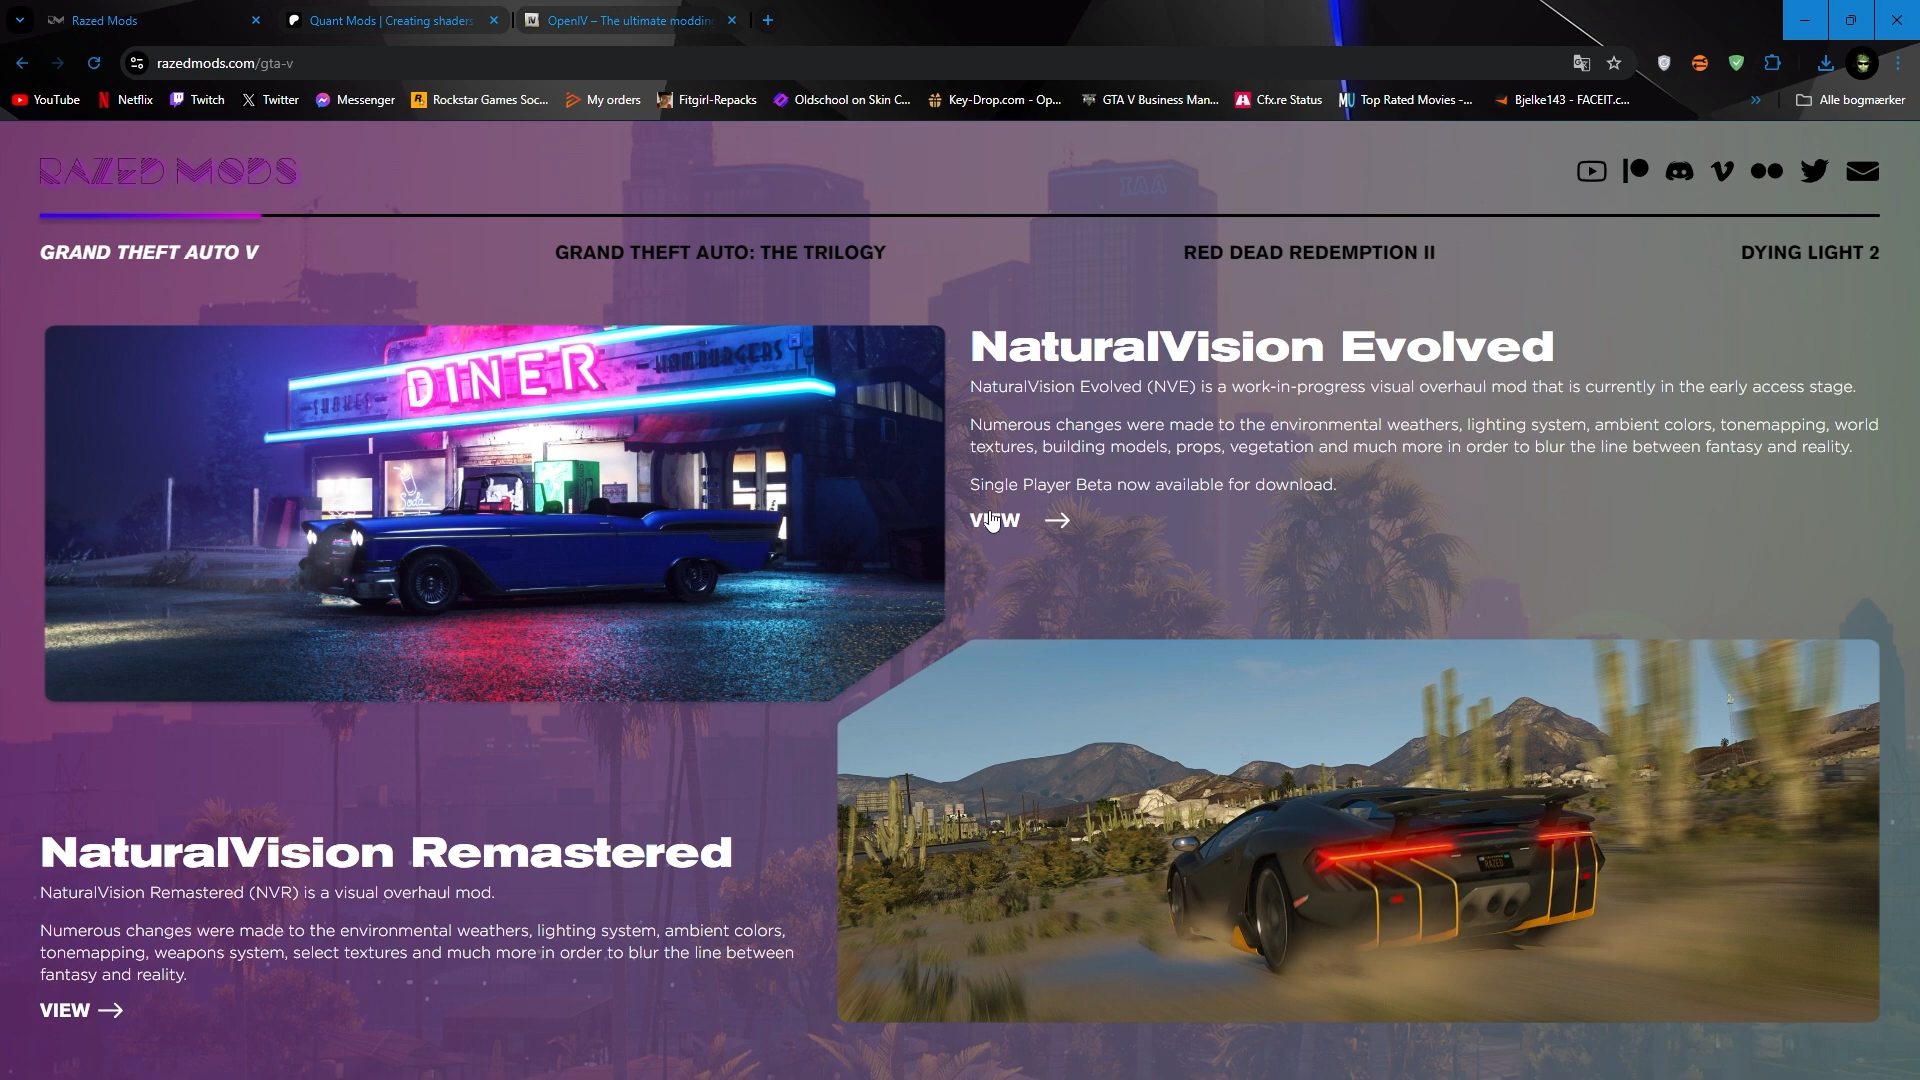 Razed Mods
Quant Mods | Creating shaders
OpenIV – The ultimate moddin
razedmods.com/gta-v
YouTube
Netflix
Twitch
Twitter
Messenger
Rockstar Games Soc...
My orders
Fitgirl-Repacks
Oldschool on Skin C...
Key-Drop.com - Op...
GTA V Business Man...
Cfx.re Status
Top Rated Movies -...
Bjelke143 - FACEIT.c...
Alle bogmærker
RAZED MODS
IAA
GRAND THEFT AUTO V
GRAND THEFT AUTO: THE TRILOGY
RED DEAD REDEMPTION II
DYING LIGHT 2
DINER
SHAKES
HAMBURGERS
Soda
NaturalVision Evolved
NaturalVision Evolved (NVE) is a work-in-progress visual overhaul mod that is currently in the early access stage.
Numerous changes were made to the environmental weathers, lighting system, ambient colors, tonemapping, world
textures, building models, props, vegetation and much more in order to blur the line between fantasy and reality.
Single Player Beta now available for download.
VIEW
NaturalVision Remastered
NaturalVision Remastered (NVR) is a visual overhaul mod.
Numerous changes were made to the environmental weathers, lighting system, ambient colors,
tonemapping, weapons system, select textures and much more in order to blur the line between
fantasy and reality.
VIEW
RAZED